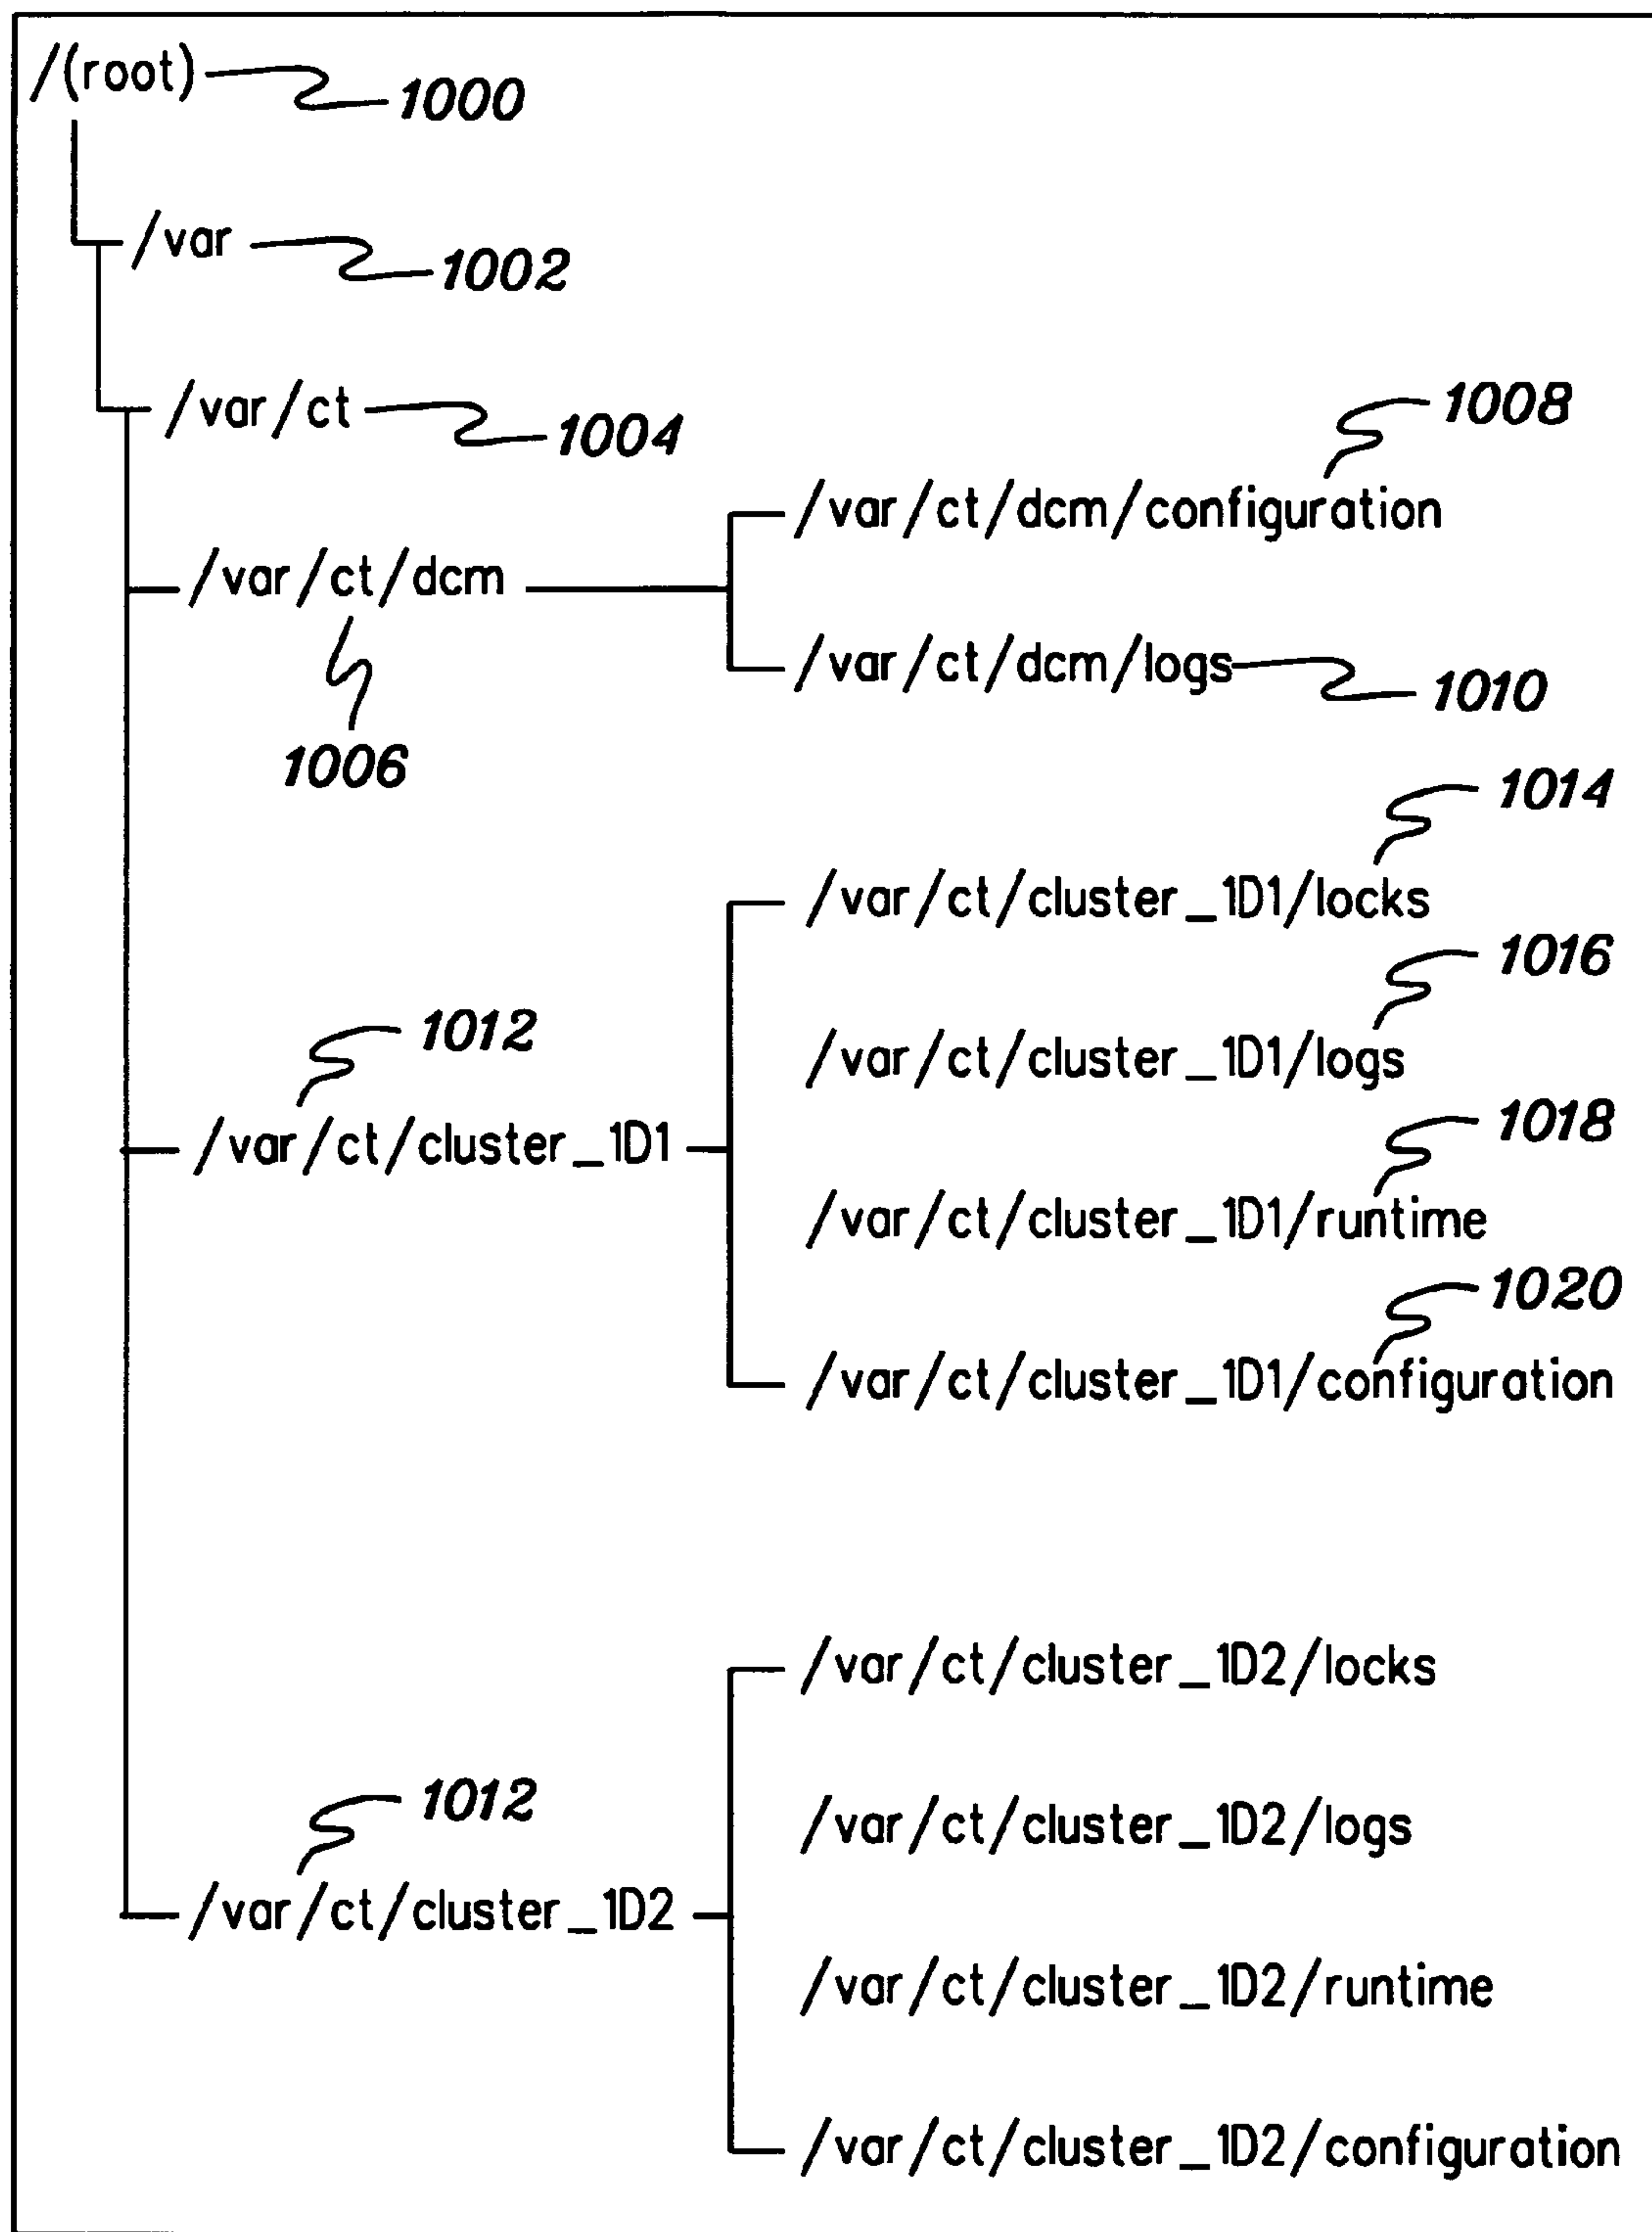 /(root) 1000
/var 1002
/var/ct 1004
1008
/var/ct/dcm/configuration
/var/ct/dcm
/var/ct/dcm/logs 1010
1006
1014
/var/ct/cluster_1D1/locks
1016
1012
/var/ct/cluster_1D1/logs
1018
/var/ct/cluster_1D1
/var/ct/cluster_1D1/runtime
1020
/var/ct/cluster_1D1/configuration
/var/ct/cluster_1D2/locks
1012
/var/ct/cluster_1D2/logs
/var/ct/cluster_1D2
/var/ct/cluster_1D2/runtime
/var/ct/cluster_1D2/configuration